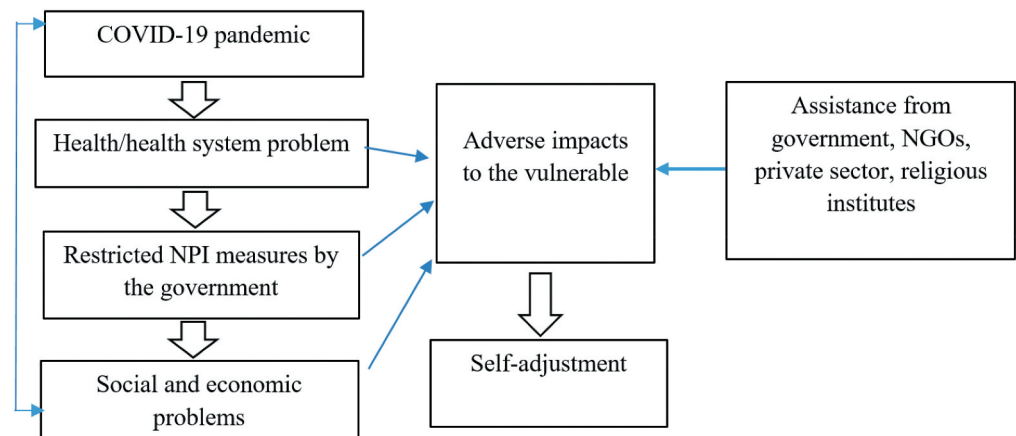 COVID-19 pandemic
Health/health system problem
Restricted NPI measures by
the government
Social and economic
problems
Adverse impacts
to the vulnerable
Self-adjustment
Assistance from
government, NGOs,
private sector, religious
institutes